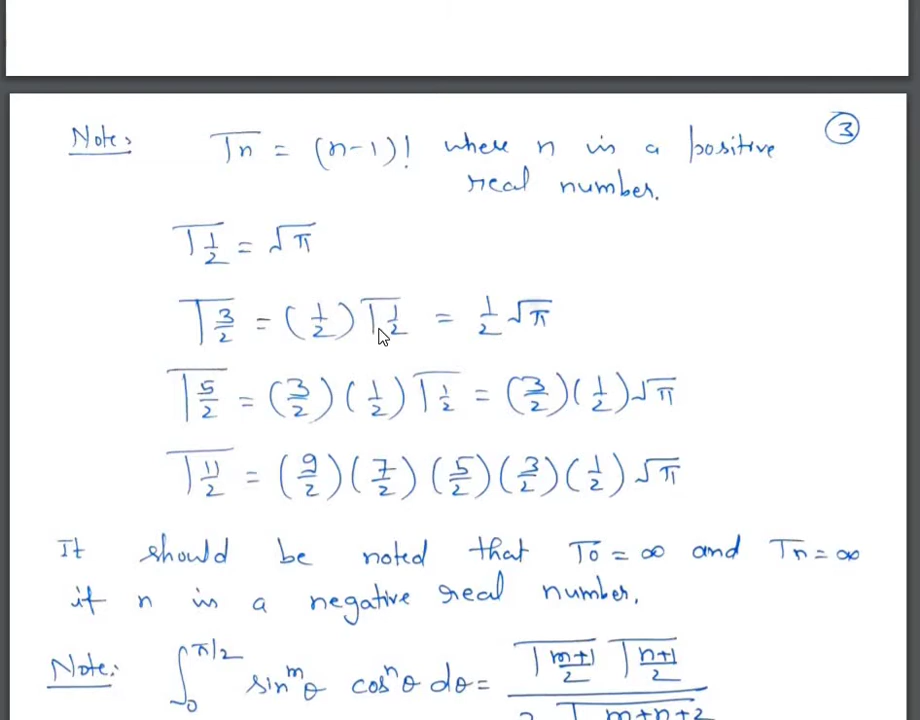 Note: Γn = (n-1)! where n is a positive ③
real number.
Γ1/2 = √π
Γ3/2 = (1/2) Γ1/2 = 1/2 √π
Γ5/2 = (3/2)(1/2) Γ1/2 = (3/2)(1/2)√π
Γ11/2 = (9/2)(7/2)(5/2)(3/2)(1/2)√π
It should be noted that Γ0 = ∞ and Γn = ∞
if n is a negative real number.
Note: ∫₀^π/2 sin^m θ cos^n θ dθ = Γ(m+1)/2 Γ(n+1)/2
2 Γ m+n+2